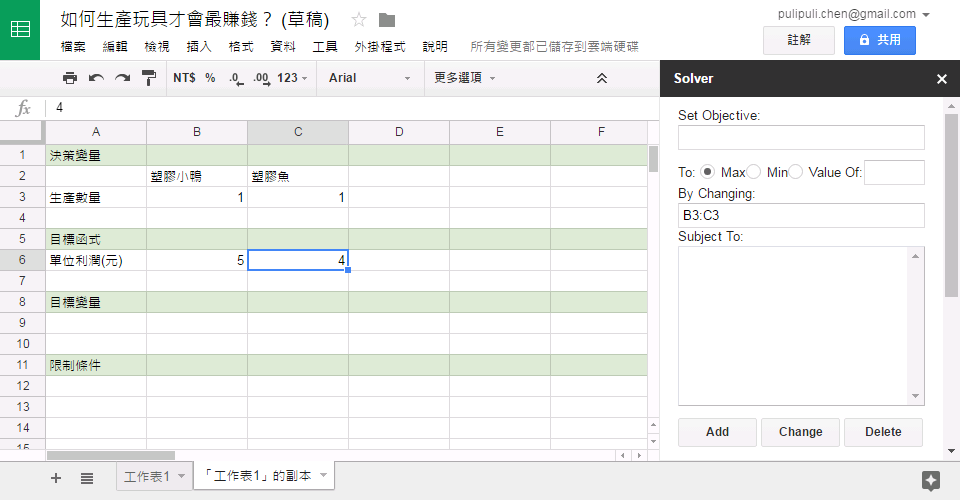 如何生產玩具才會最賺錢？ (草稿)
pulipuli.chen@gmail.com
檔案 編輯 檢視 插入 格式 資料 工具 外掛程式 說明 所有變更都已儲存到雲端硬碟
註解 共用
NT$ % .0 .00 123 Arial 更多選項
Solver
fx 4
A B C D E F
1 決策變量
2 塑膠小鴨 塑膠魚
3 生產數量 1 1
4
5 目標函式
6 單位利潤(元) 5 4
7
8 目標變量
9
10
11 限制條件
12
13
14
15
Set Objective:
To: Max Min Value Of:
By Changing:
B3:C3
Subject To:
Add Change Delete
工作表1 「工作表1」的副本